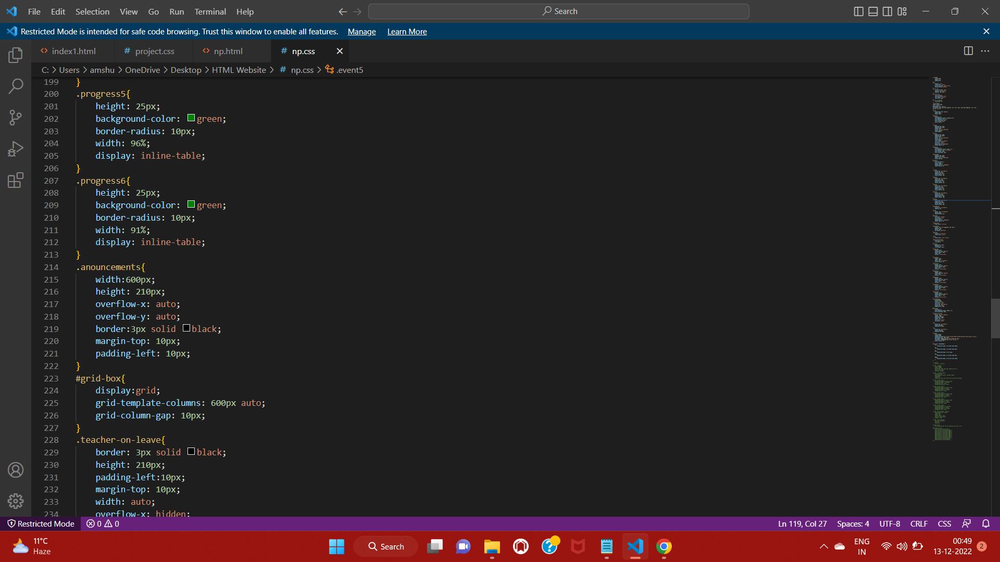 File Edit Selection View Go Run Terminal Help
Search
Restricted Mode is intended for safe code browsing. Trust this window to enable all features. Manage Learn More
index1.html # project.css np.html # np.css
C: > Users > amshu > OneDrive > Desktop > HTML Website > # np.css > .event5
199 }
200 .progress5{
201 height: 25px;
202 background-color: green;
203 border-radius: 10px;
204 width: 96%;
205 display: inline-table;
206 }
207 .progress6{
208 height: 25px;
209 background-color: green;
210 border-radius: 10px;
211 width: 91%;
212 display: inline-table;
213 }
214 .anouncements{
215 width:600px;
216 height: 210px;
217 overflow-x: auto;
218 overflow-y: auto;
219 border:3px solid black;
220 margin-top: 10px;
221 padding-left: 10px;
222 }
223 #grid-box{
224 display:grid;
225 grid-template-columns: 600px auto;
226 grid-column-gap: 10px;
227 }
228 .teacher-on-leave{
229 border: 3px solid black;
230 height: 210px;
231 padding-left:10px;
232 margin-top: 10px;
233 width: auto;
234 overflow-x: hidden;
Restricted Mode 0 0 Ln 119, Col 27 Spaces: 4 UTF-8 CRLF CSS
11°C
Haze
Search
ENG
IN
00:49
13-12-2022
2